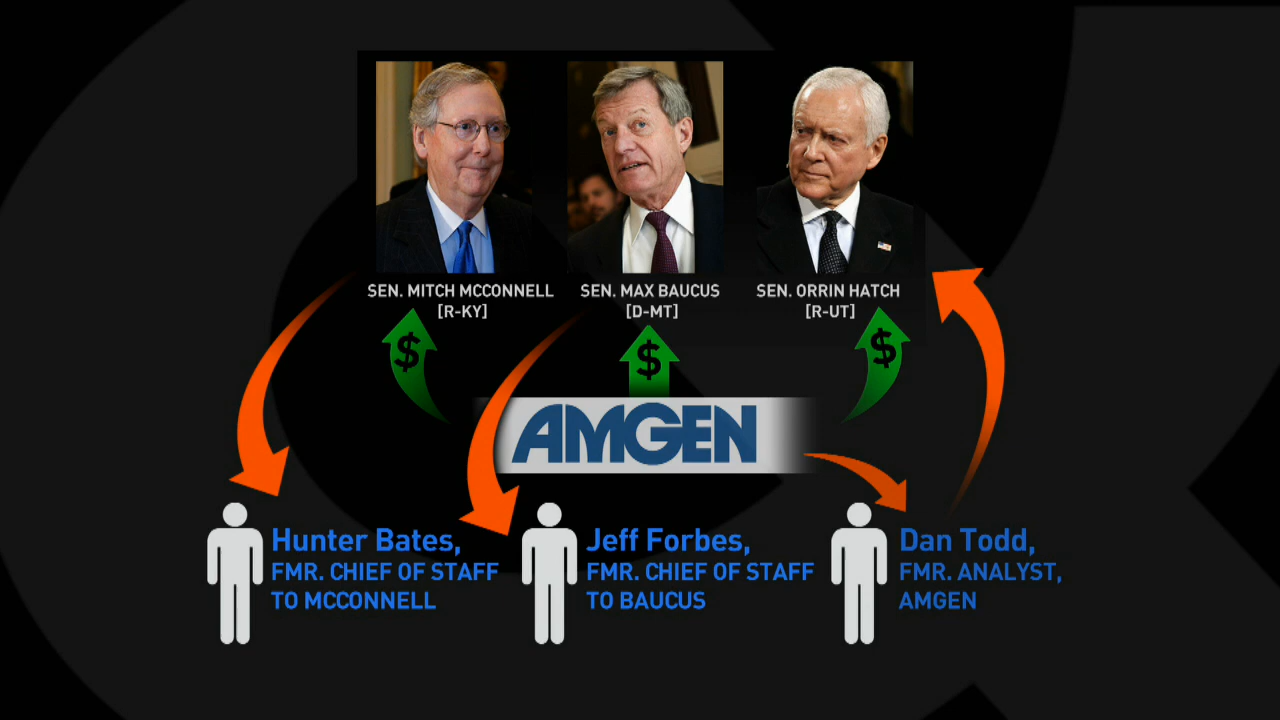 SEN. MITCH MCCONNELL
[R-KY]
SEN. MAX BAUCUS
[D-MT]
SEN. ORRIN HATCH
[R-UT]
$
$
$
AMGEN
Hunter Bates,
FMR. CHIEF OF STAFF
TO MCCONNELL
Jeff Forbes,
FMR. CHIEF OF STAFF
TO BAUCUS
Dan Todd,
FMR. ANALYST,
AMGEN